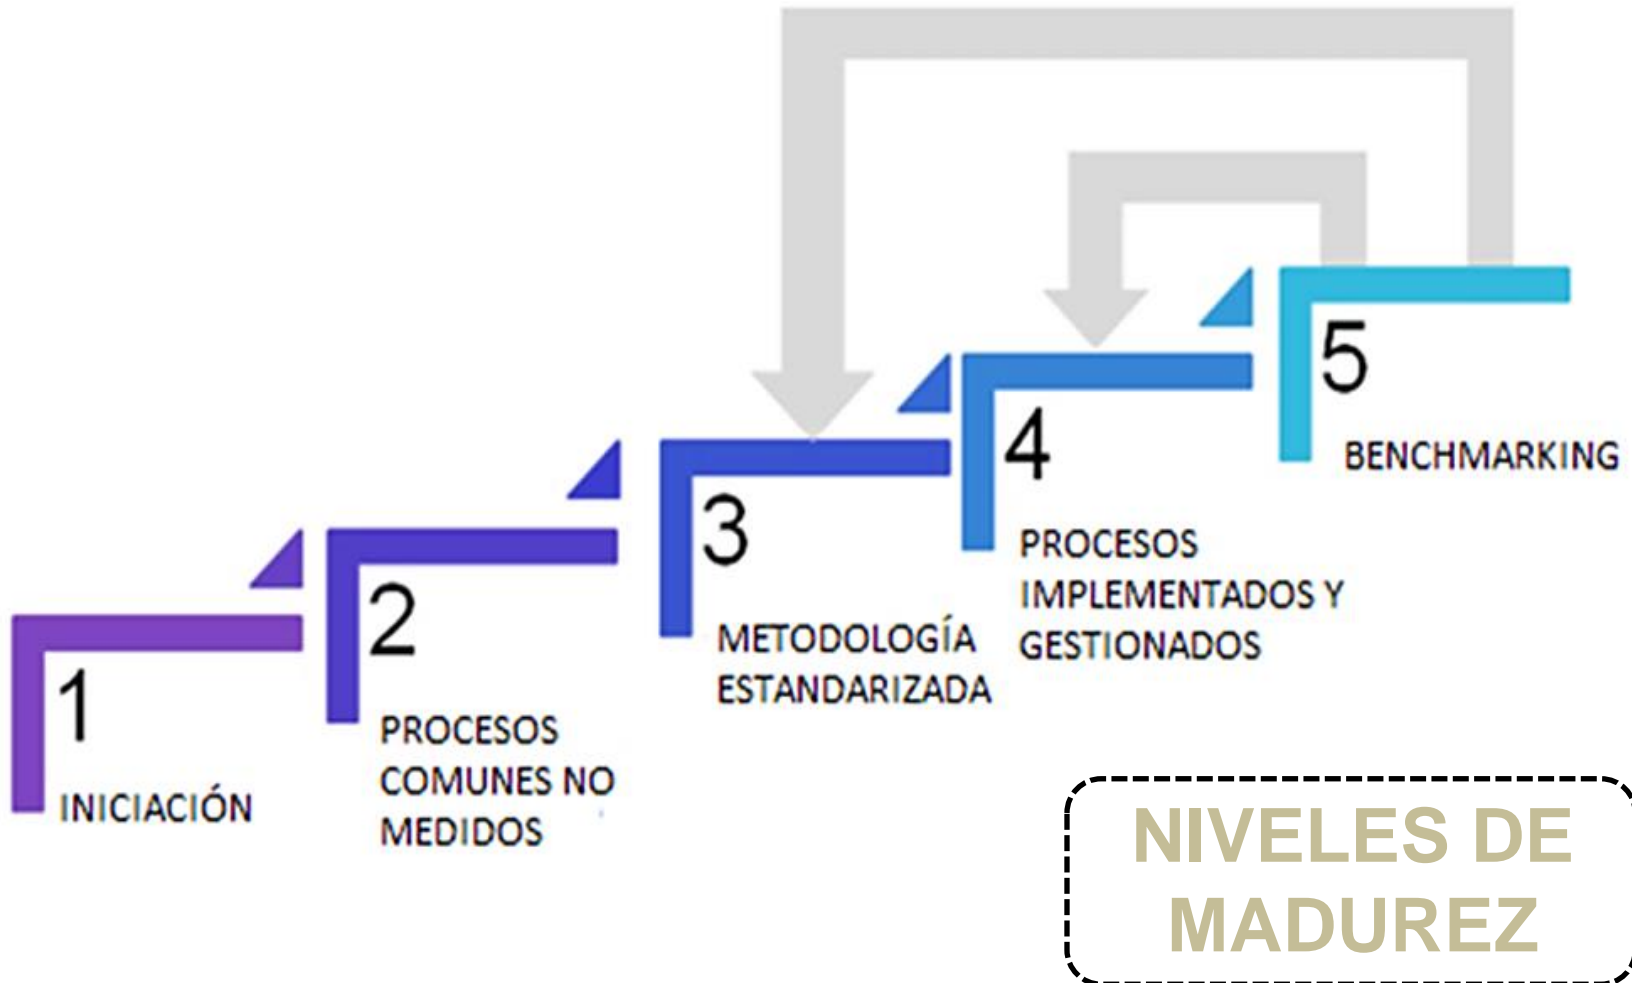 1
INICIACIÓN
2
PROCESOS
COMUNES NO
MEDIDOS
3
METODOLOGÍA
ESTANDARIZADA
4
PROCESOS
IMPLEMENTADOS Y
GESTIONADOS
5
BENCHMARKING
NIVELES DE
MADUREZ